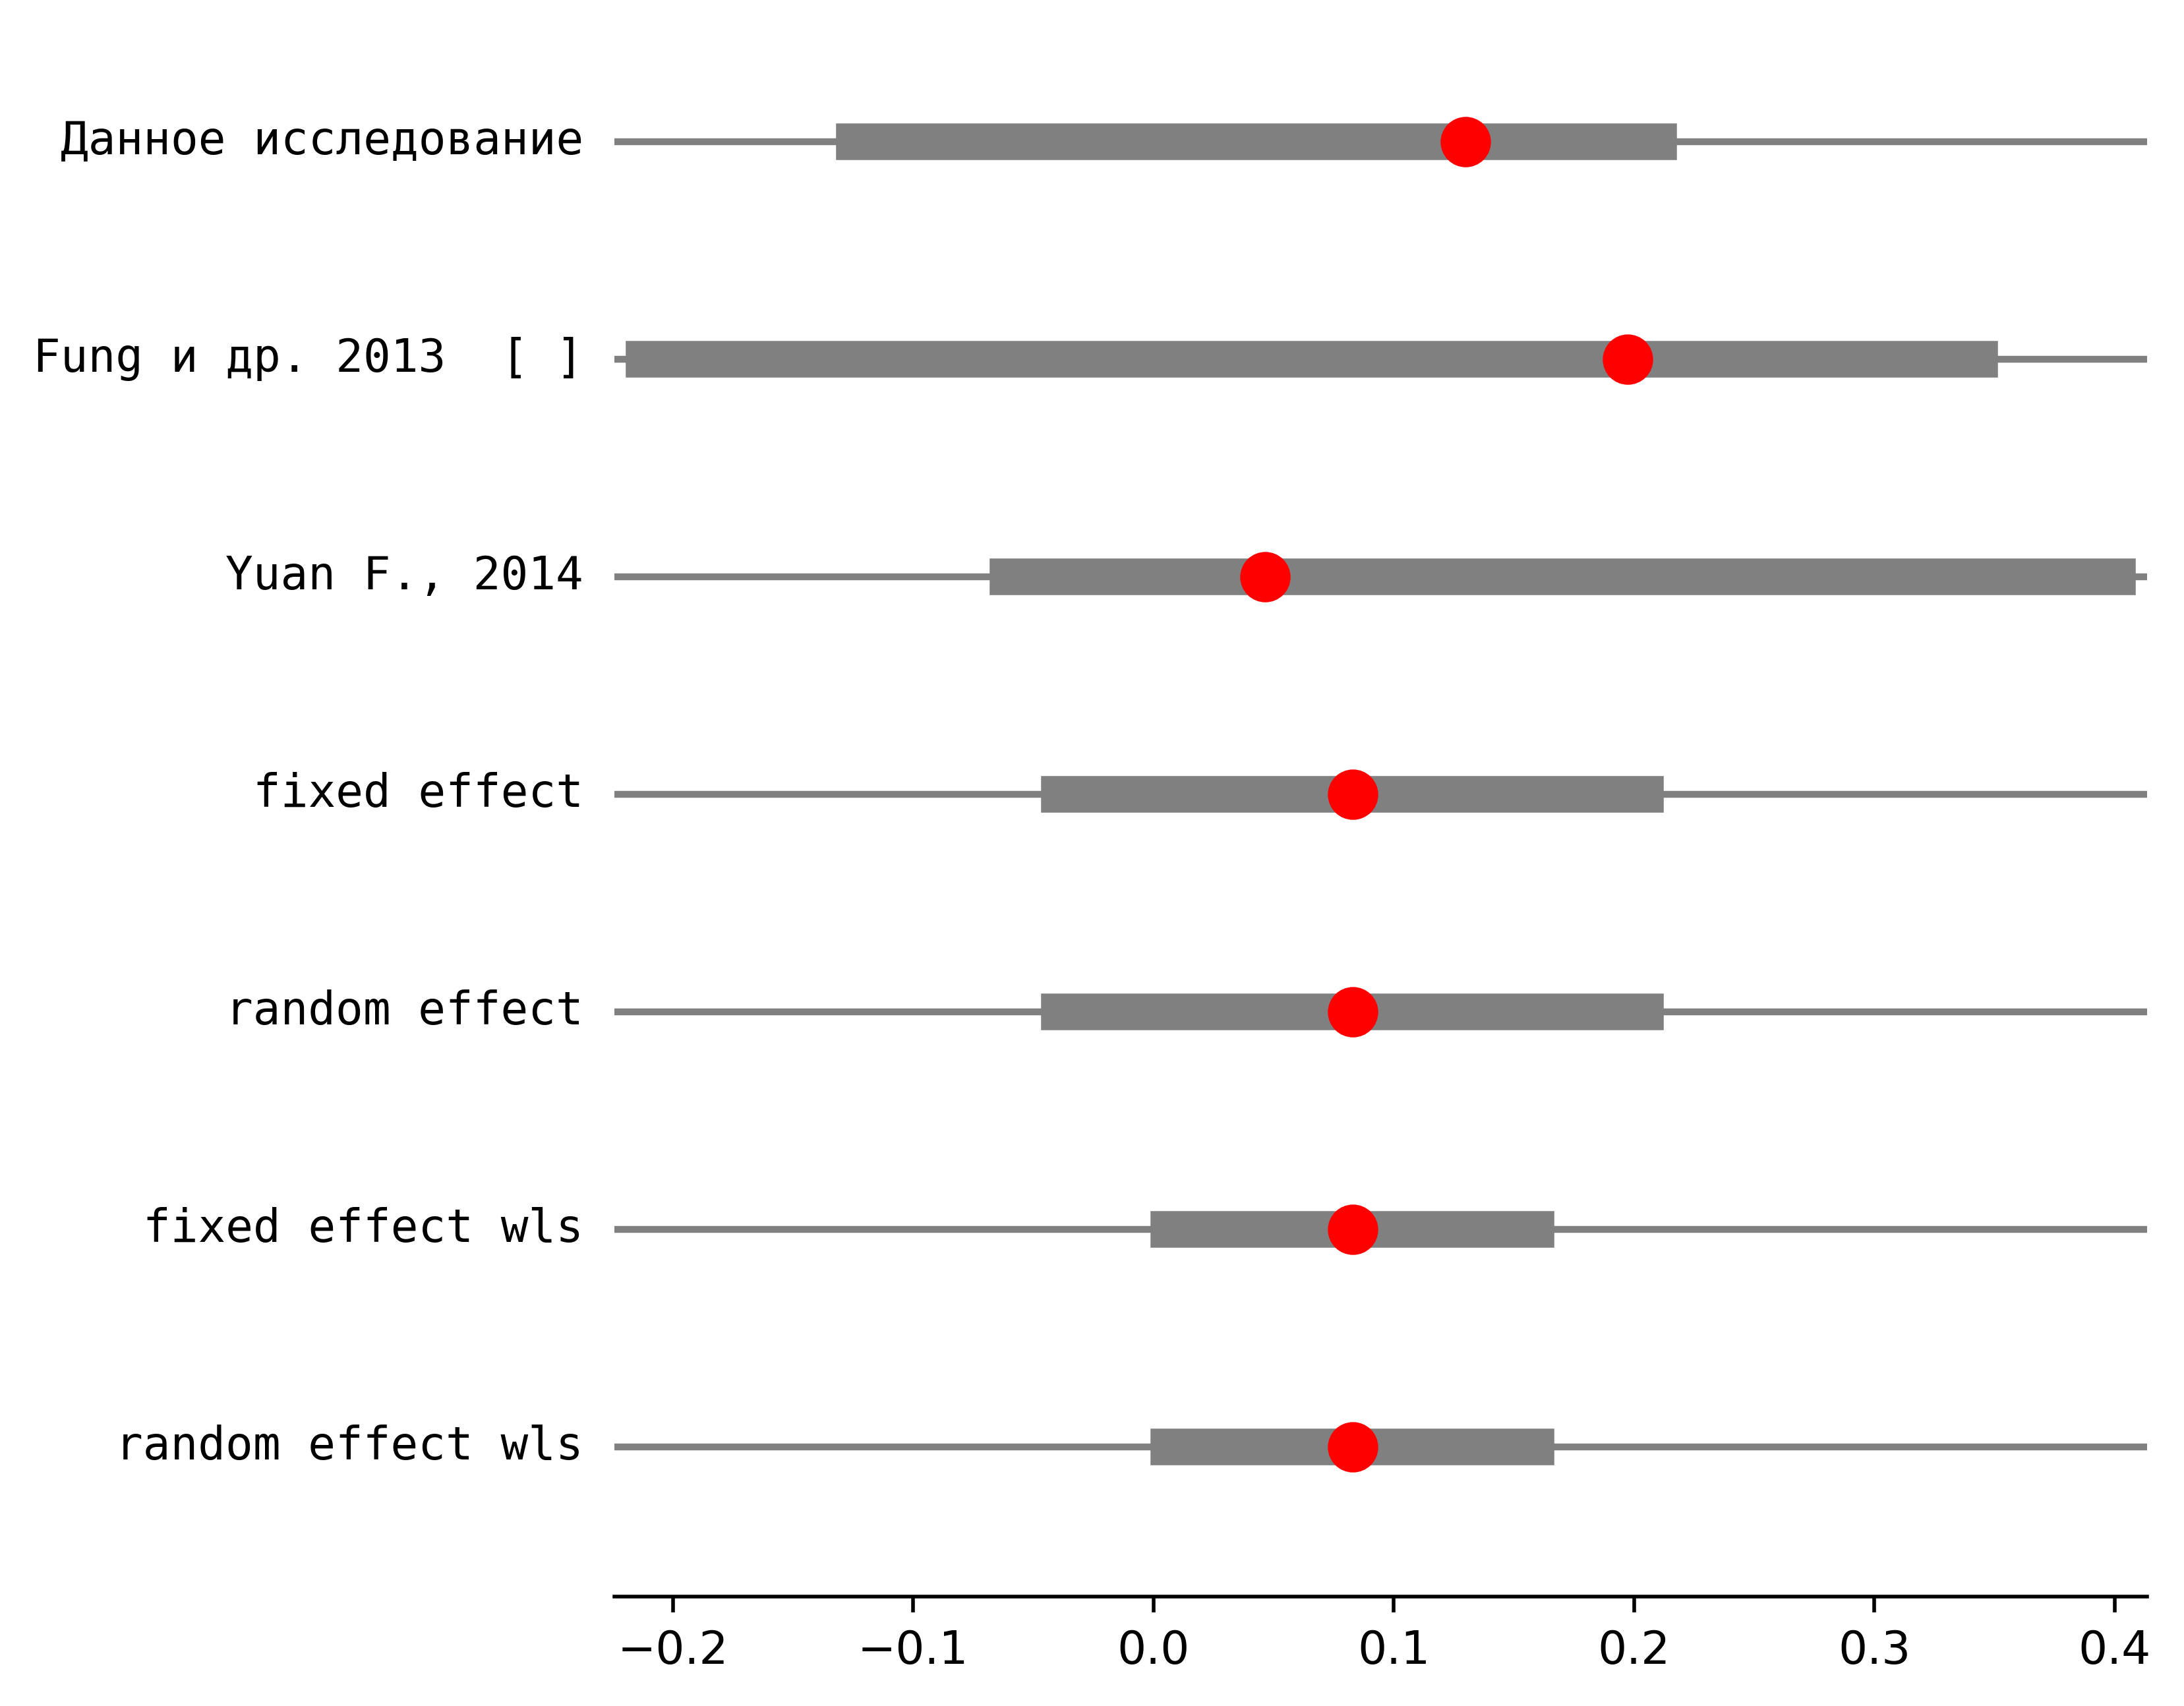 Данное исследование
Fung и др. 2013  [ ]
Yuan F., 2014
fixed effect
random effect
fixed effect wls
random effect wls
−0.2 −0.1 0.0 0.1 0.2 0.3 0.4